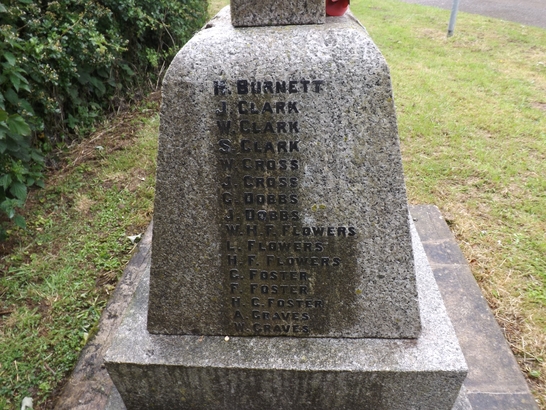 BURNETT
J. CLARK
W. CLARK
S. CLARK
W. CROSS
J. CROSS
G. DOBBS
J. DOBBS
W. H. F. FLOWERS
L. FLOWERS
H. F. FLOWERS
G. FOSTER
F. FOSTER
H. G. FOSTER
A. GRAVES
W. GRAVES